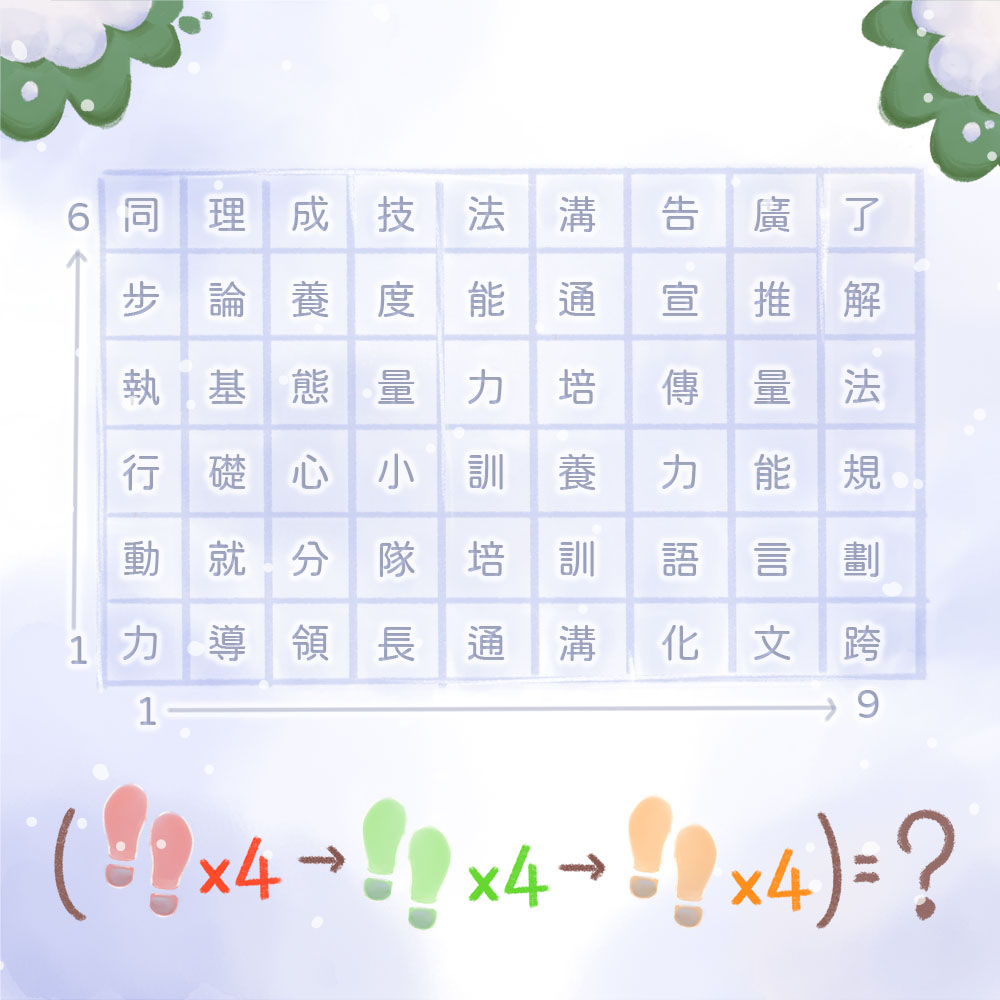 6 同 理 成 技 法 溝 告 廣 了
步 論 養 度 能 通 宣 推 解
執 基 態 量 力 培 傳 量 法
行 礎 心 小 訓 養 力 能 規
動 就 分 隊 培 訓 語 言 劃
1 力 導 領 長 通 溝 化 文 跨
1 → 9
( x4 → x4 → x4 ) = ?